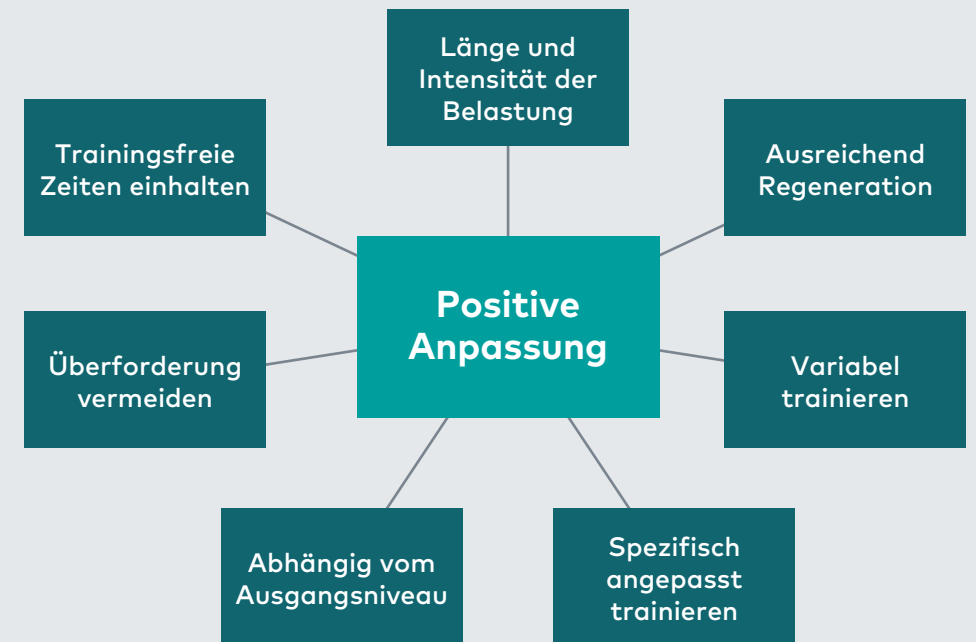 Länge und
Intensität der
Belastung
Trainingsfreie
Zeiten einhalten
Ausreichend
Regeneration
Positive
Anpassung
Überforderung
vermeiden
Variabel
trainieren
Abhängig vom
Ausgangsniveau
Spezifisch
angepasst
trainieren